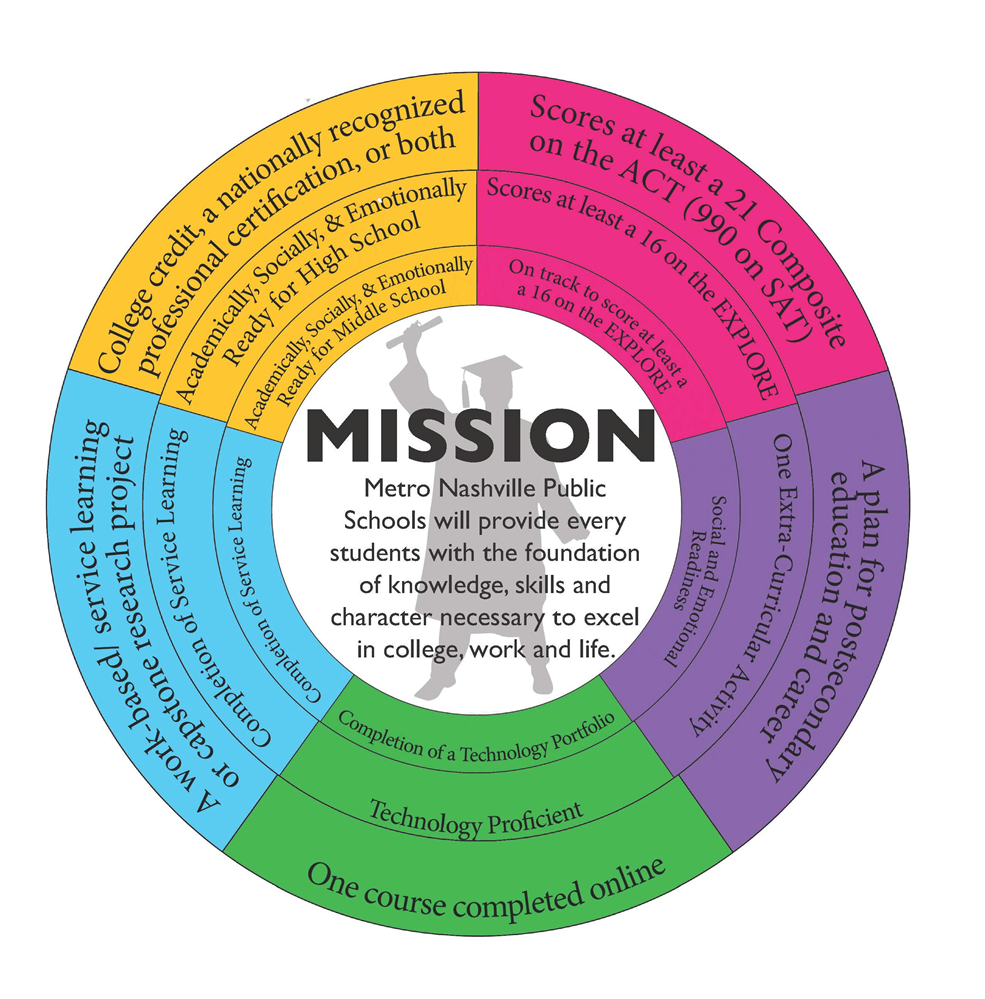 College credit, a nationally recognized
professional certification, or both
Academically, Socially, & Emotionally
Ready for High School
Academically, Socially, & Emotionally
Ready for Middle School
Scores at least a 21 Composite
on the ACT (990 on SAT)
Scores at least a 16 on the EXPLORE
On track to score at least a
a 16 on the EXPLORE
A plan for postsecondary
education and career
One Extra-Curricular Activity
Social and Emotional
Readiness
Completion of a Technology Portfolio
Technology Proficient
One course completed online
A work-based/ service learning
or capstone research project
Completion of Service Learning
Completion of Service Learning
MISSION
Metro Nashville Public
Schools will provide every
students with the foundation
of knowledge, skills and
character necessary to excel
in college, work and life.